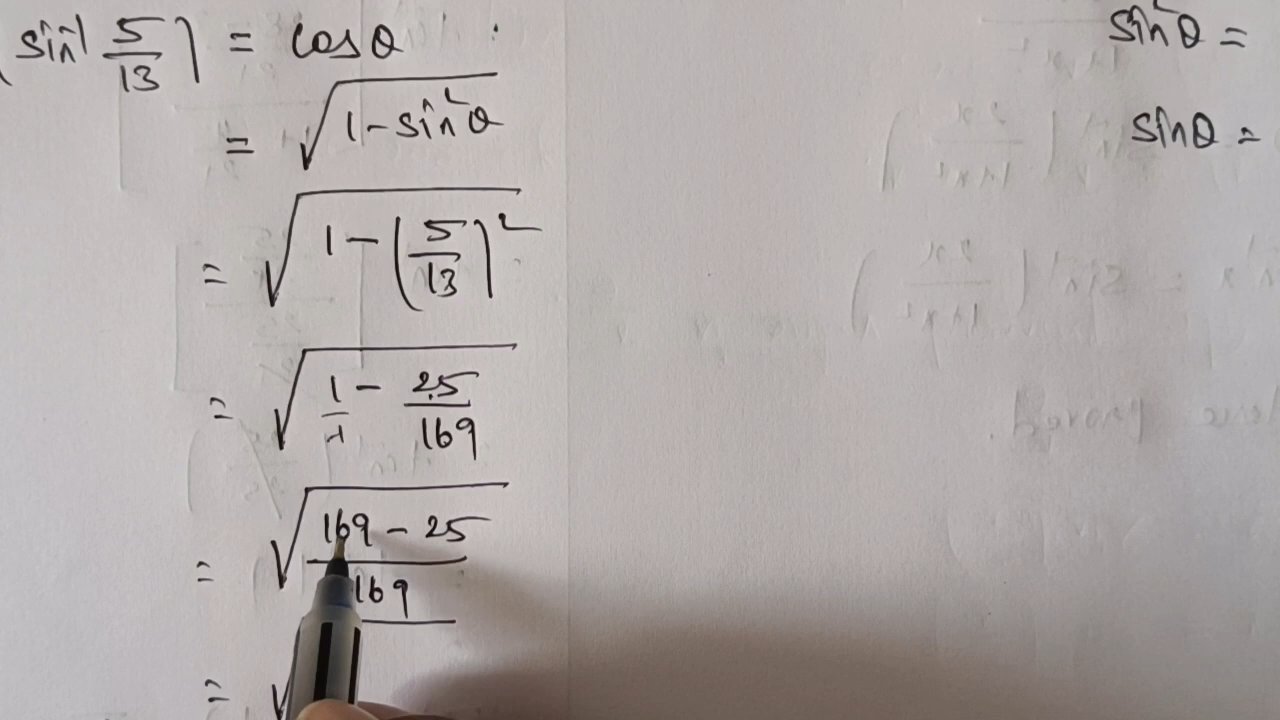 sin⁻¹ 5/13) = cosθ
= √(1 - sin²θ)
= √(1 - (5/13)²)
= √(1/1 - 25/169)
= √((169 - 25)/169)
= √
sin²θ =
sinθ =